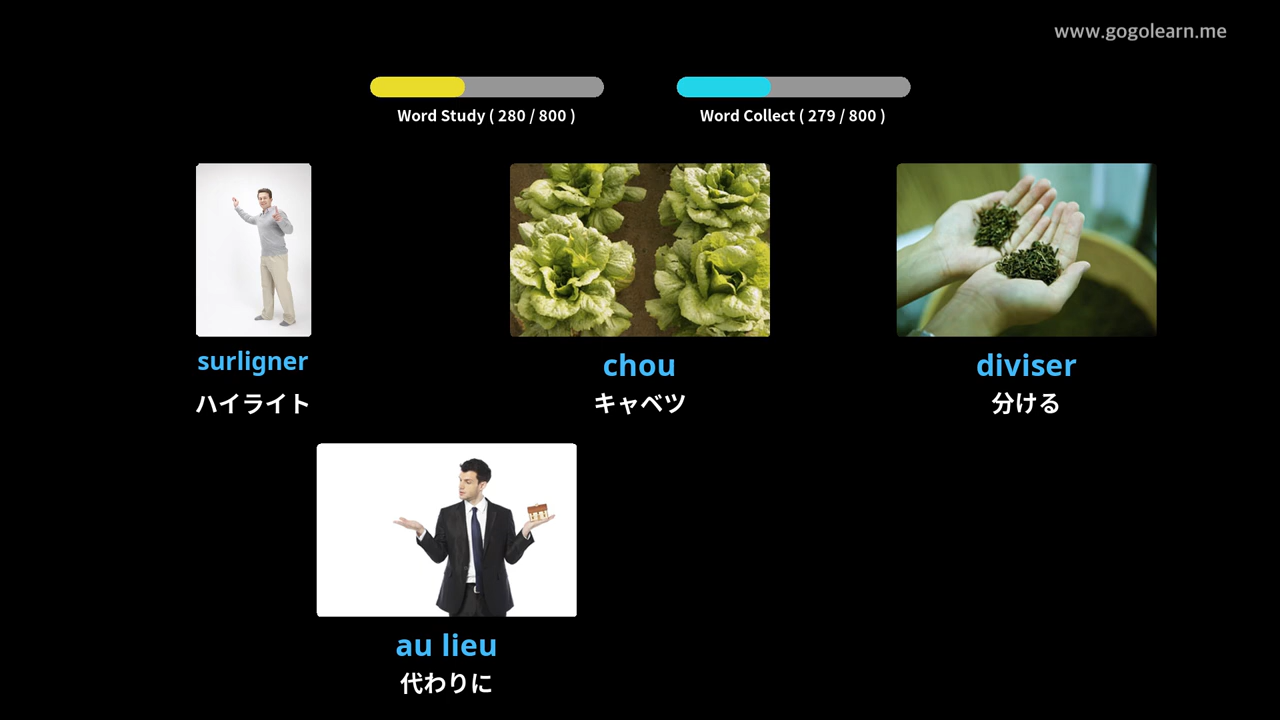 www.gogolearn.me
Word Study ( 280 / 800 )
Word Collect ( 279 / 800 )
surligner
ハイライト
chou
キャベツ
diviser
分ける
au lieu
代わりに